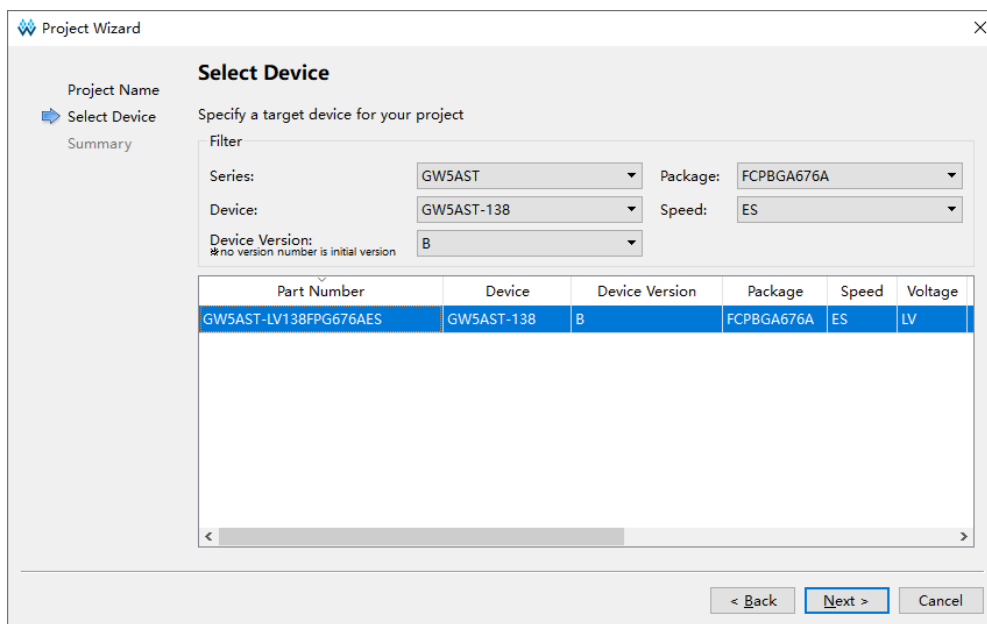 Project Wizard
Project Name
Select Device
Summary
Select Device
Specify a target device for your project
Filter
Series: GW5AST Package: FCPBGA676A
Device: GW5AST-138 Speed: ES
Device Version: B
*no version number is initial version
Part Number Device Device Version Package Speed Voltage
GW5AST-LV138FPG676AES GW5AST-138 B FCPBGA676A ES LV
< Back Next > Cancel